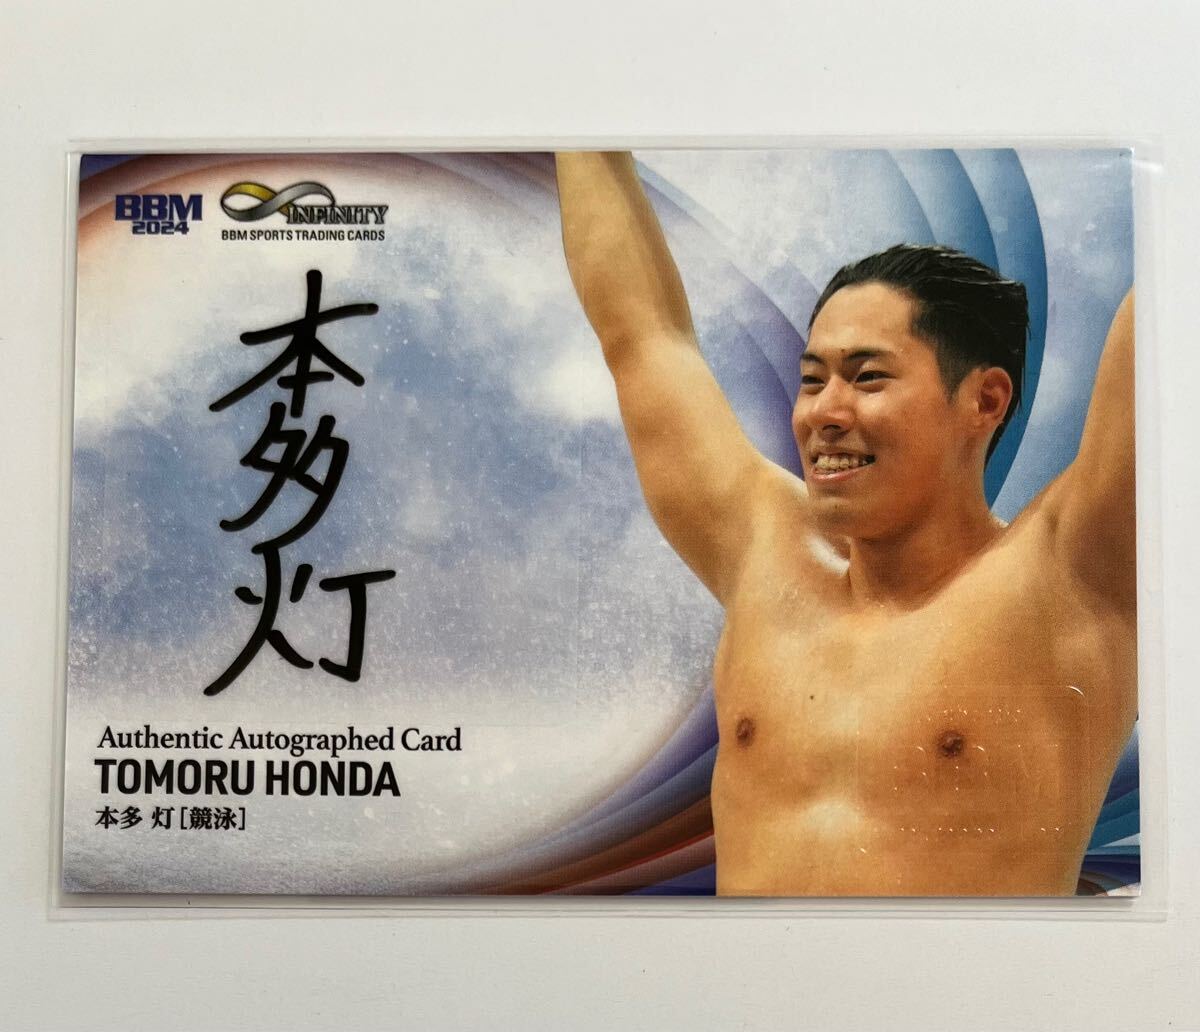 BBM
2024
INFINITY
BBM SPORTS TRADING CARDS
本多灯
Authentic Autographed Card
TOMORU HONDA
本多 灯[競泳]